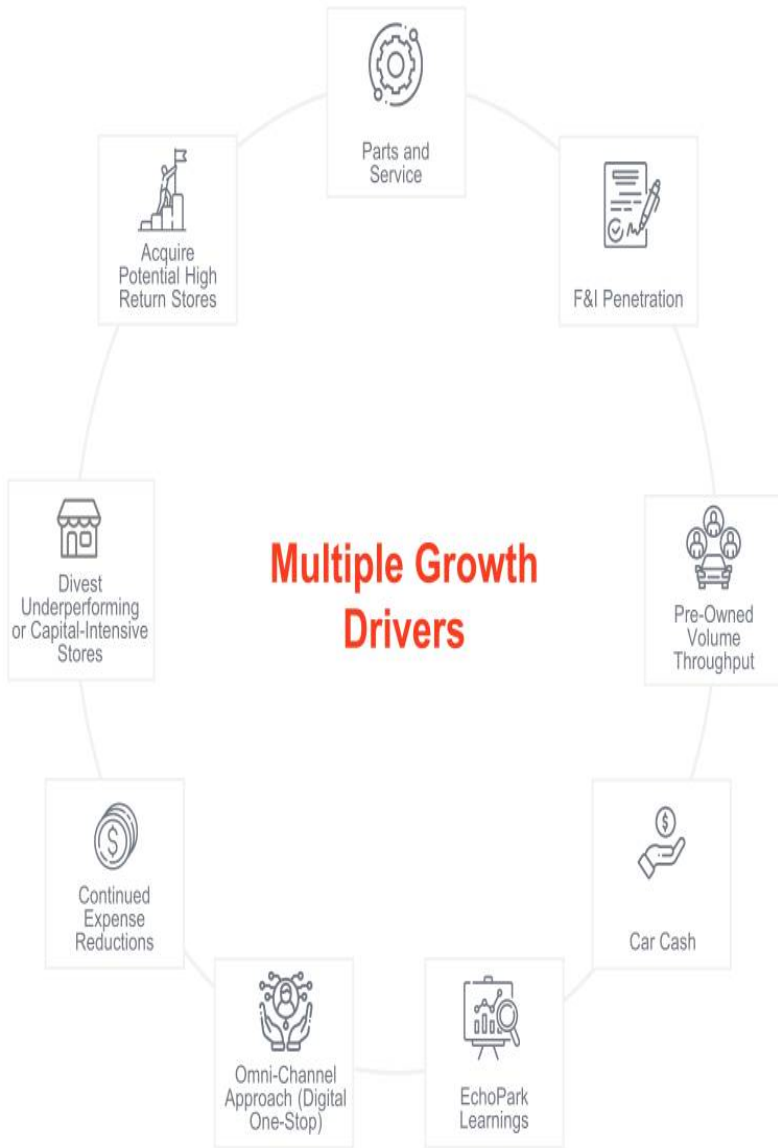 Parts and
Service
F&I Penetration
Pre-Owned
Volume
Throughput
Car Cash
EchoPark
Learnings
Omni-Channel
Approach (Digital
One-Stop)
Continued
Expense
Reductions
Divest
Underperforming
or Capital-Intensive
Stores
Acquire
Potential High
Return Stores
Multiple Growth
Drivers